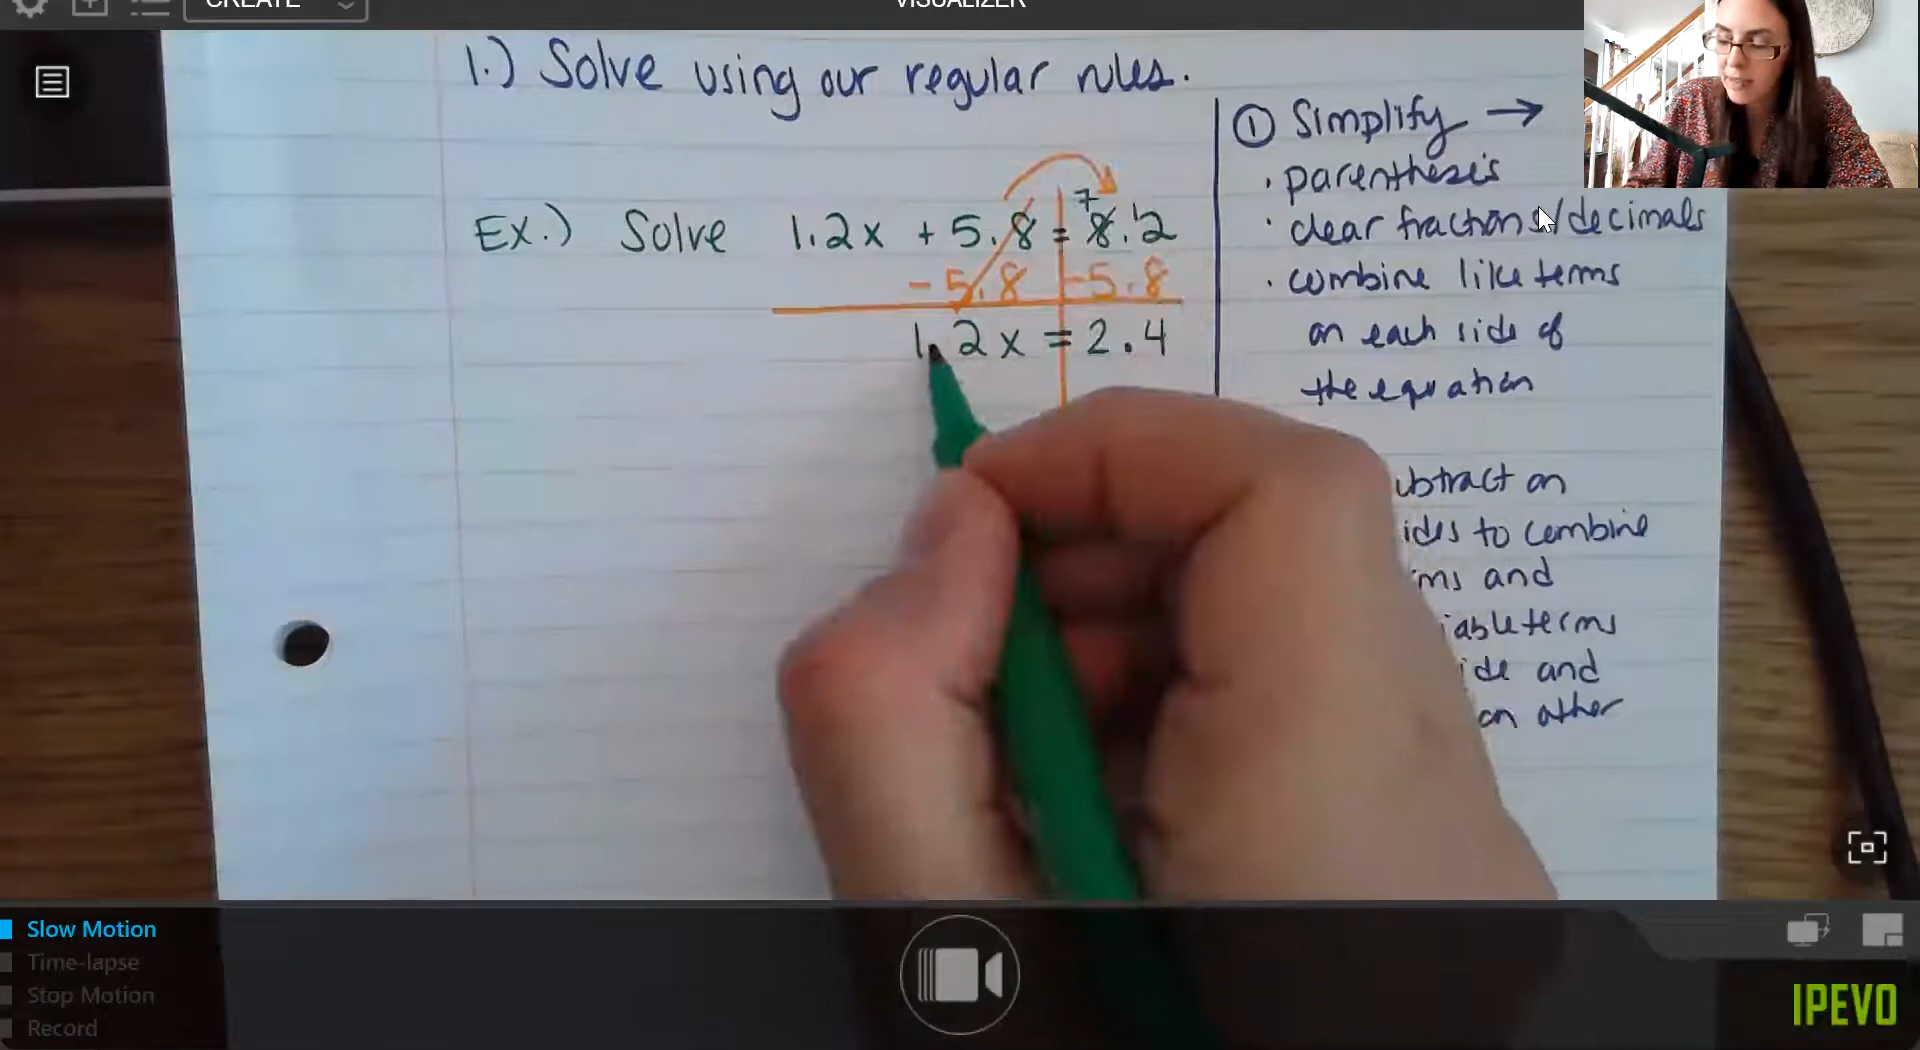 CREATE
VISUALIZER
1.) Solve using our regular rules.
Ex.) Solve 1.2x + 5.8 = 8.2
7 1
- 5.8 -5.8
1.2x = 2.4
① Simplify →
· parenthesis
· clear fractions/decimals
· combine like terms
on each side of
the equation
ubtract on
ides to combine
ms and
iable terms
ide and
on other
Slow Motion
Time-lapse
Stop Motion
Record
IPEVO